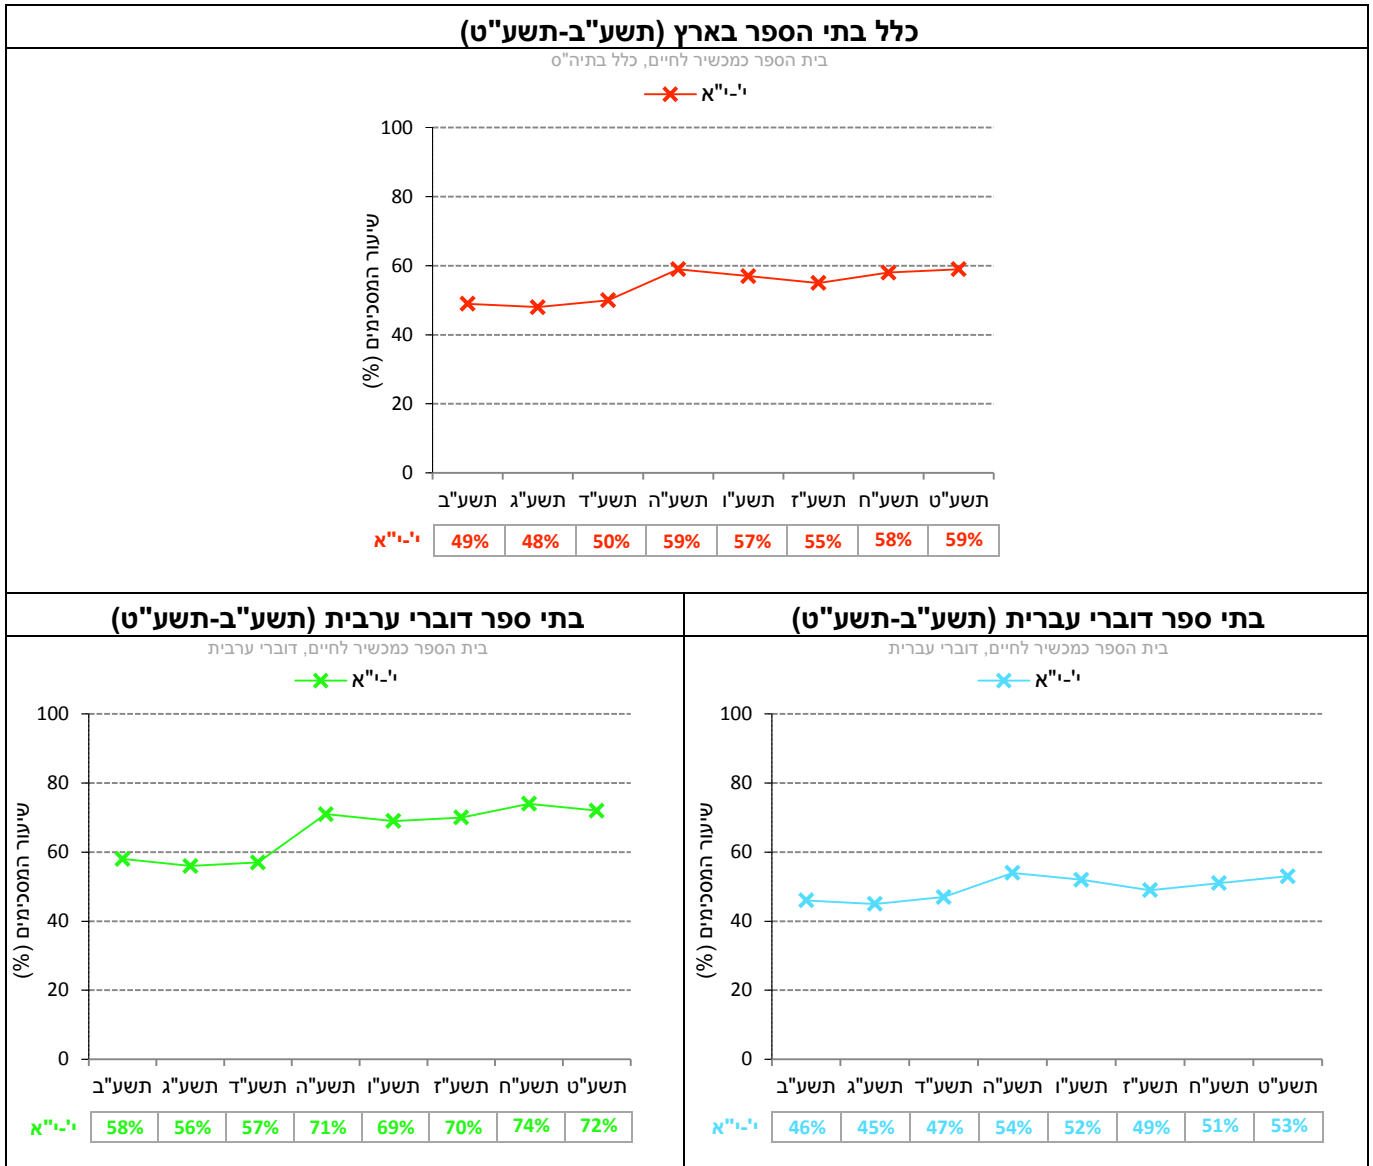 כלל בתי הספר בארץ (תשע"ב-תשע"ט)
בית הספר כמכשיר לחיים, כלל בתיה"ס
י'-י"א
שיעור המסכימים (%)
100
80
60
40
20
0
תשע"ב תשע"ג תשע"ד תשע"ה תשע"ו תשע"ז תשע"ח תשע"ט
י'-י"א 49% 48% 50% 59% 57% 55% 58% 59%
בתי ספר דוברי עברית (תשע"ב-תשע"ט)
בית הספר כמכשיר לחיים, דוברי עברית
י'-י"א
שיעור המסכימים (%)
100
80
60
40
20
0
תשע"ב תשע"ג תשע"ד תשע"ה תשע"ו תשע"ז תשע"ח תשע"ט
י'-י"א 46% 45% 47% 54% 52% 49% 51% 53%
בתי ספר דוברי ערבית (תשע"ב-תשע"ט)
בית הספר כמכשיר לחיים, דוברי ערבית
י'-י"א
שיעור המסכימים (%)
100
80
60
40
20
0
תשע"ב תשע"ג תשע"ד תשע"ה תשע"ו תשע"ז תשע"ח תשע"ט
י'-י"א 58% 56% 57% 71% 69% 70% 74% 72%